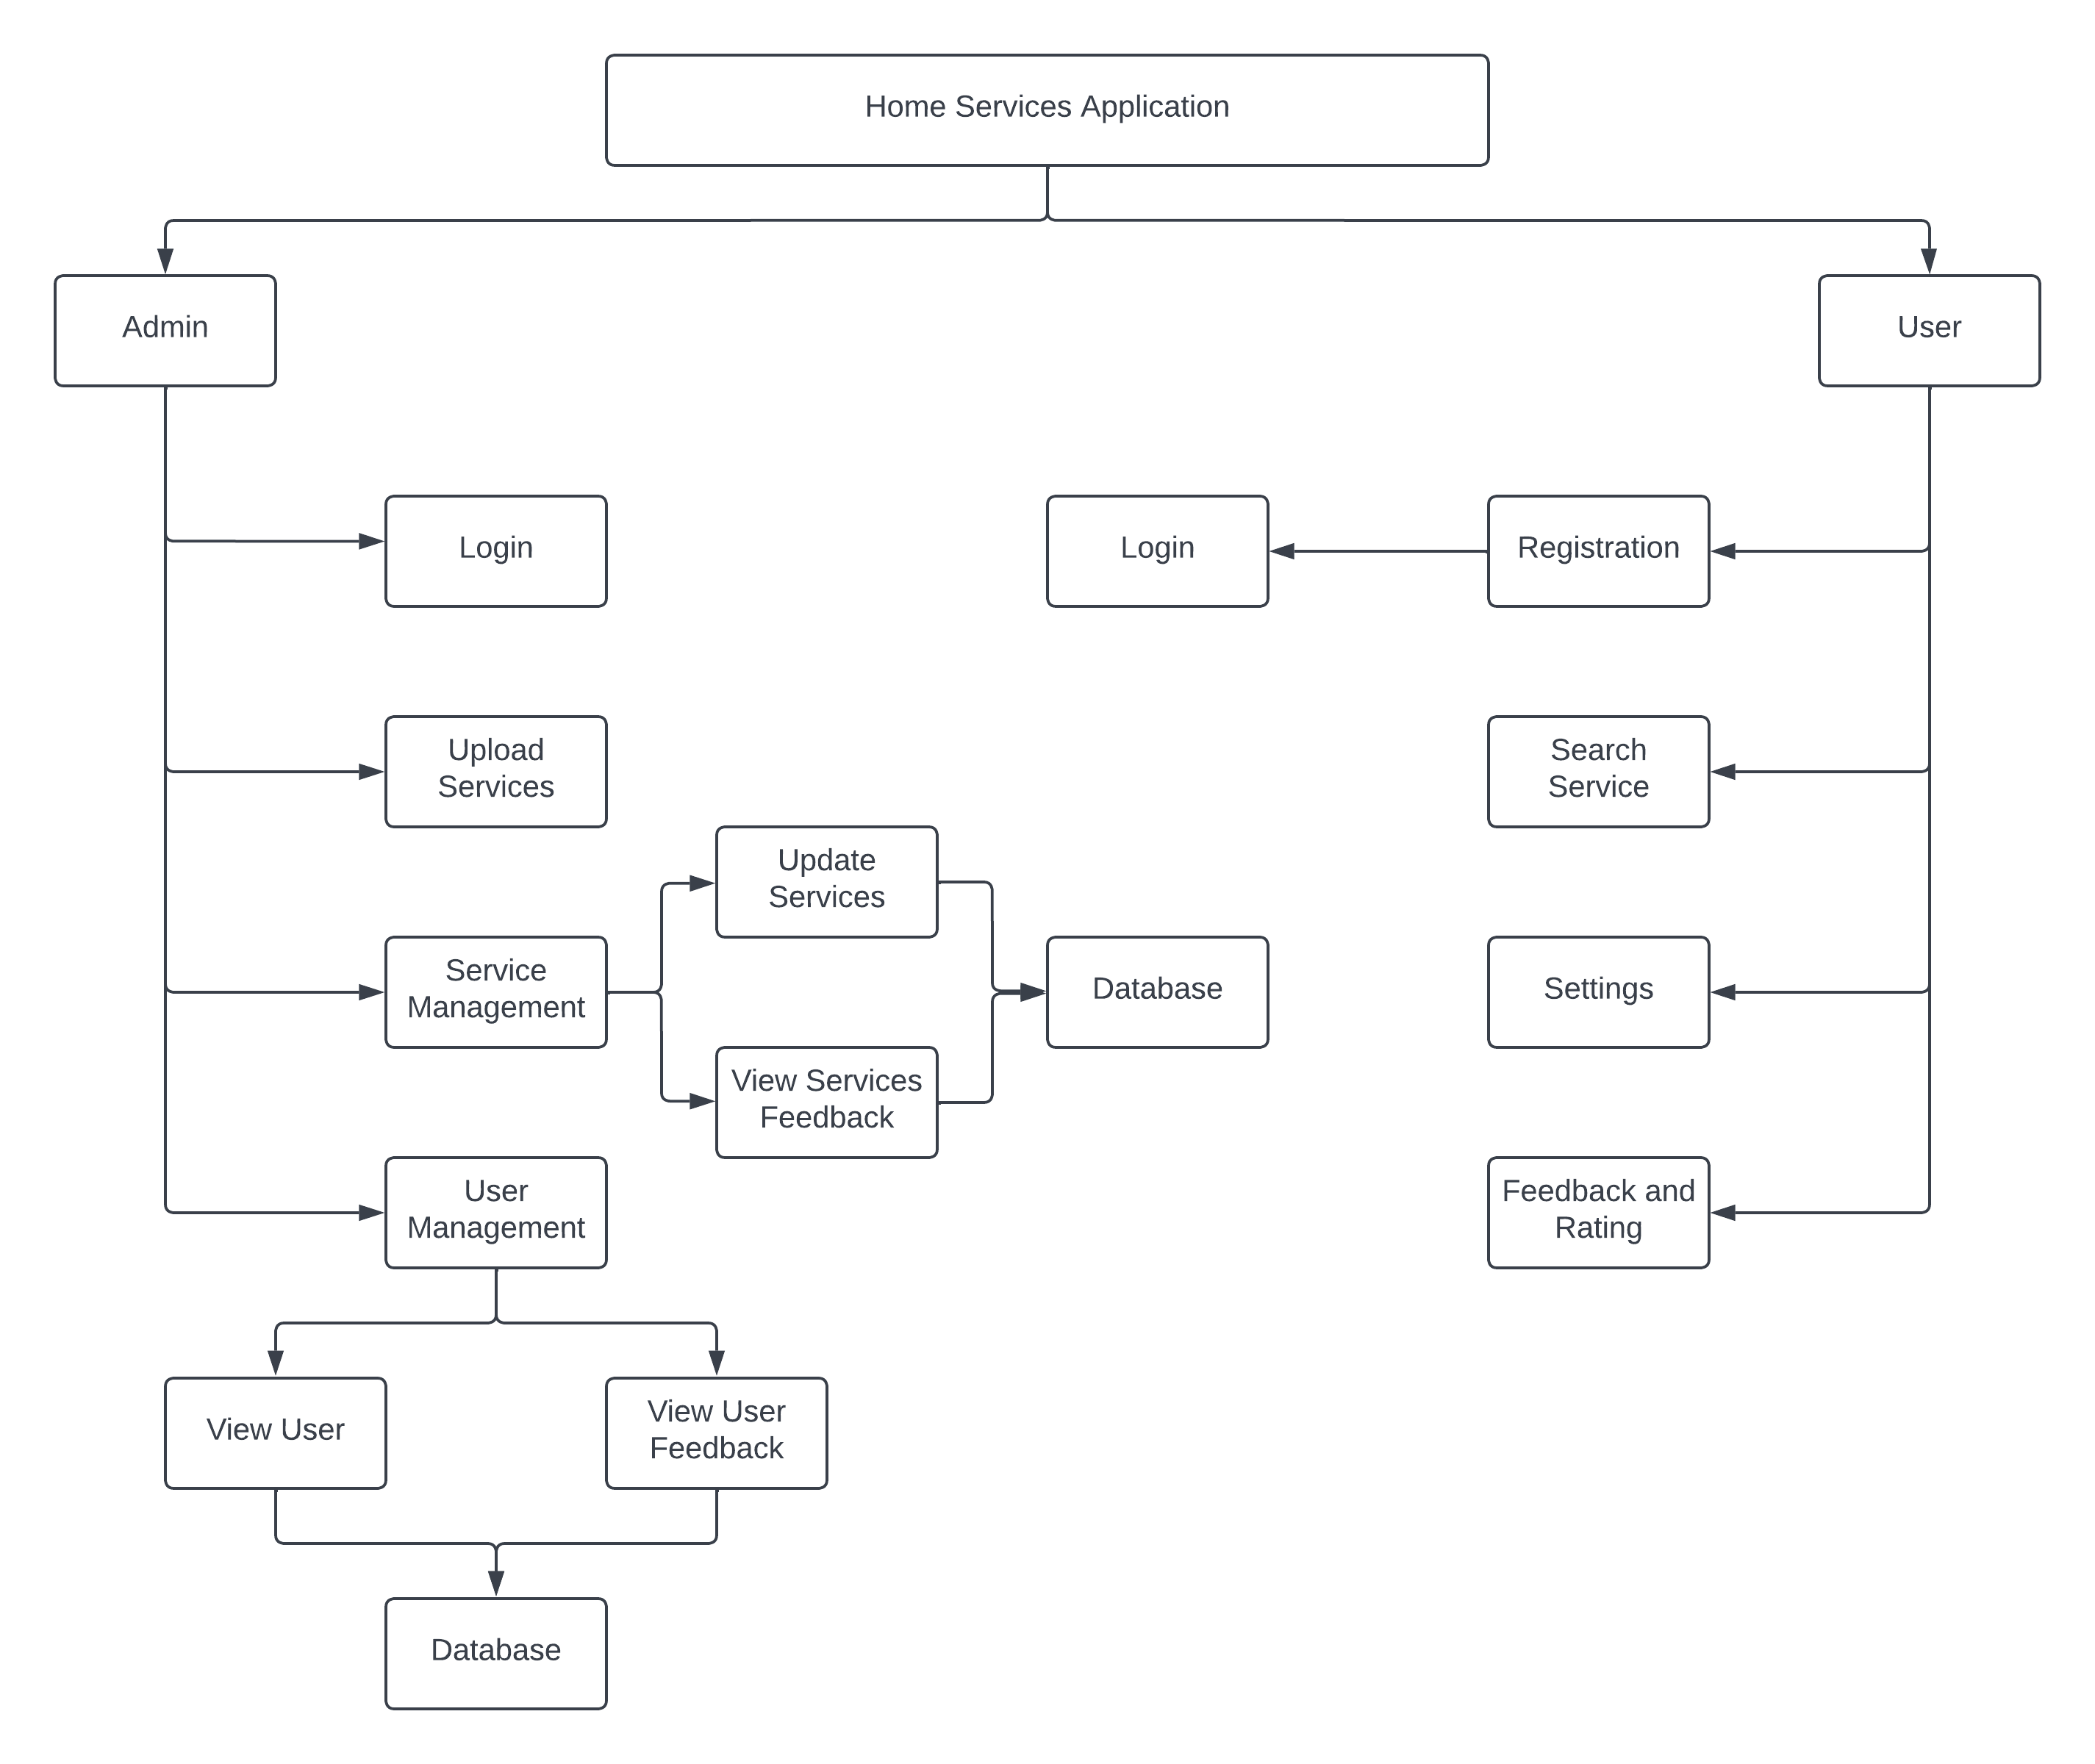 Home Services Application
Admin
User
Login
Login
Registration
Upload
Services
Search
Service
Update
Services
Service
Management
Database
Settings
View Services
Feedback
User
Management
Feedback and
Rating
View User
View User
Feedback
Database